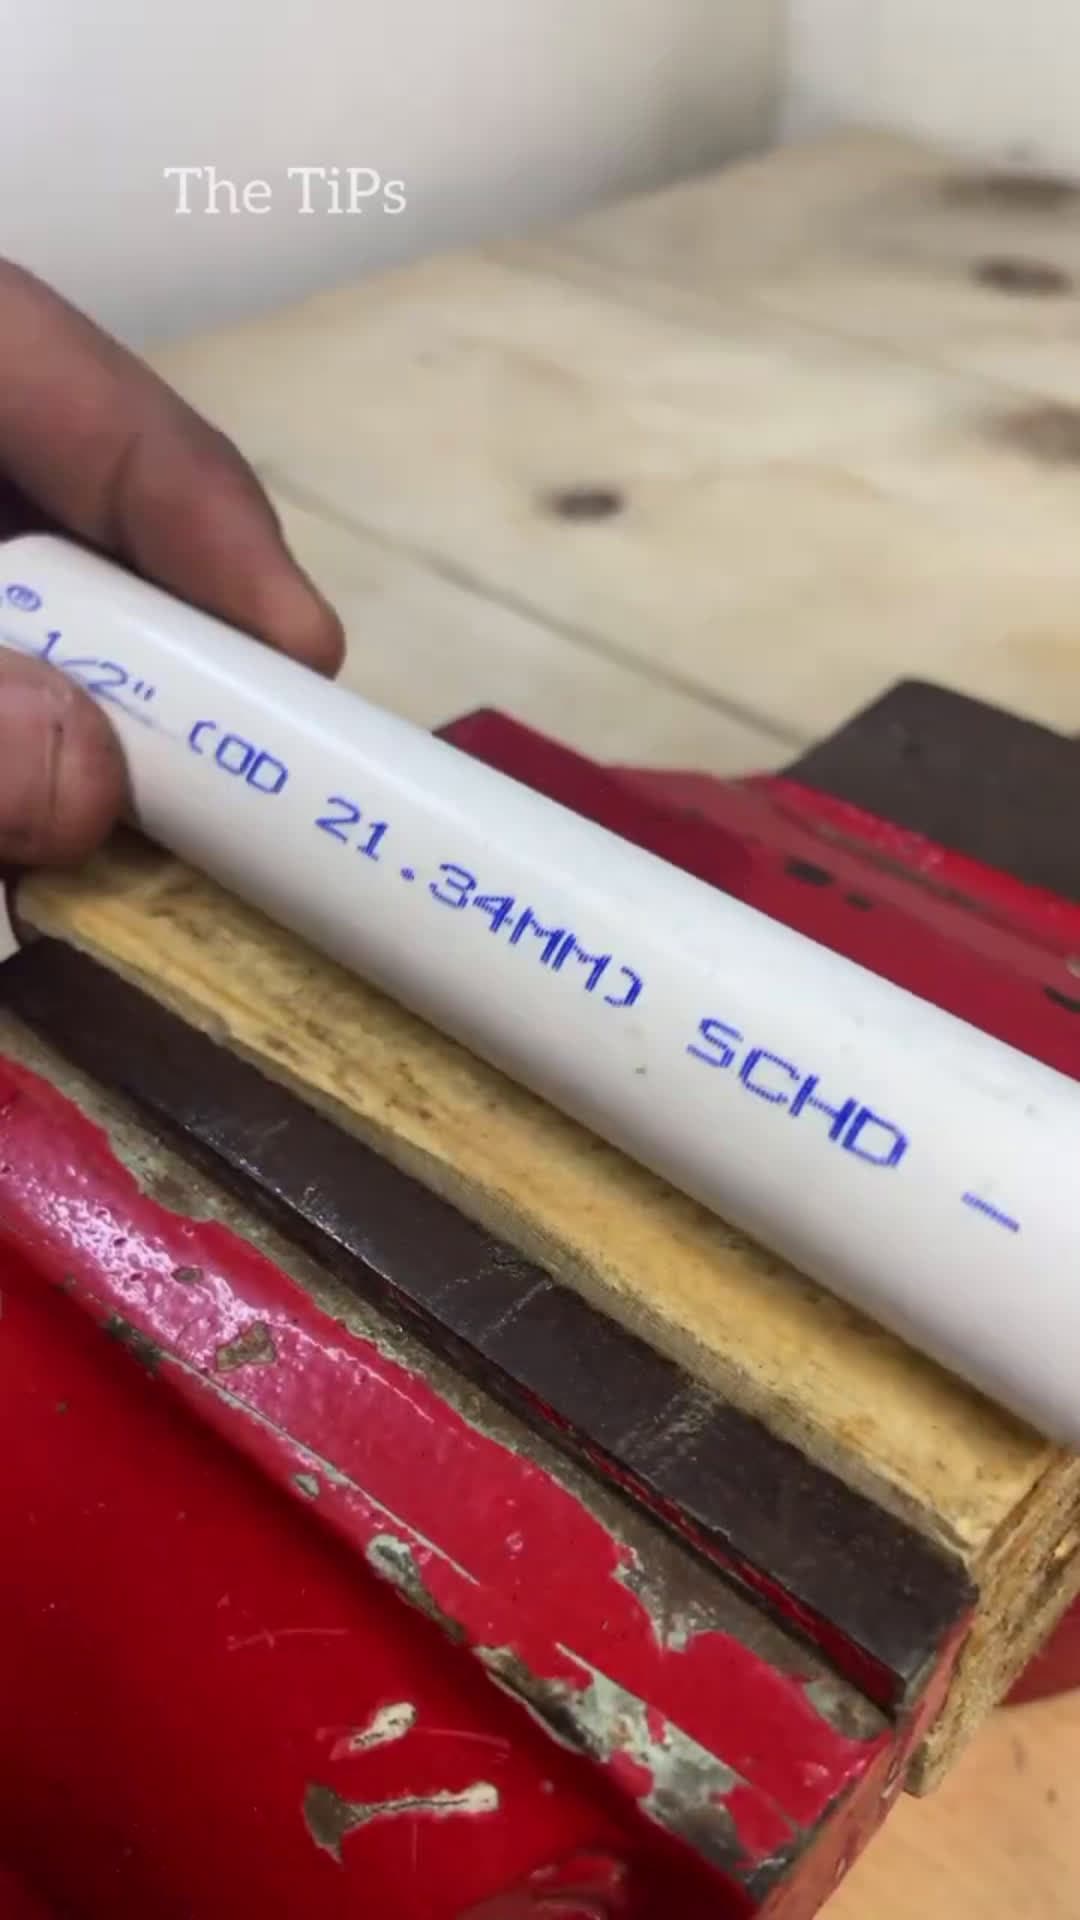 The TiPs
® 1/2" (OD 21.34MM) SCHD -